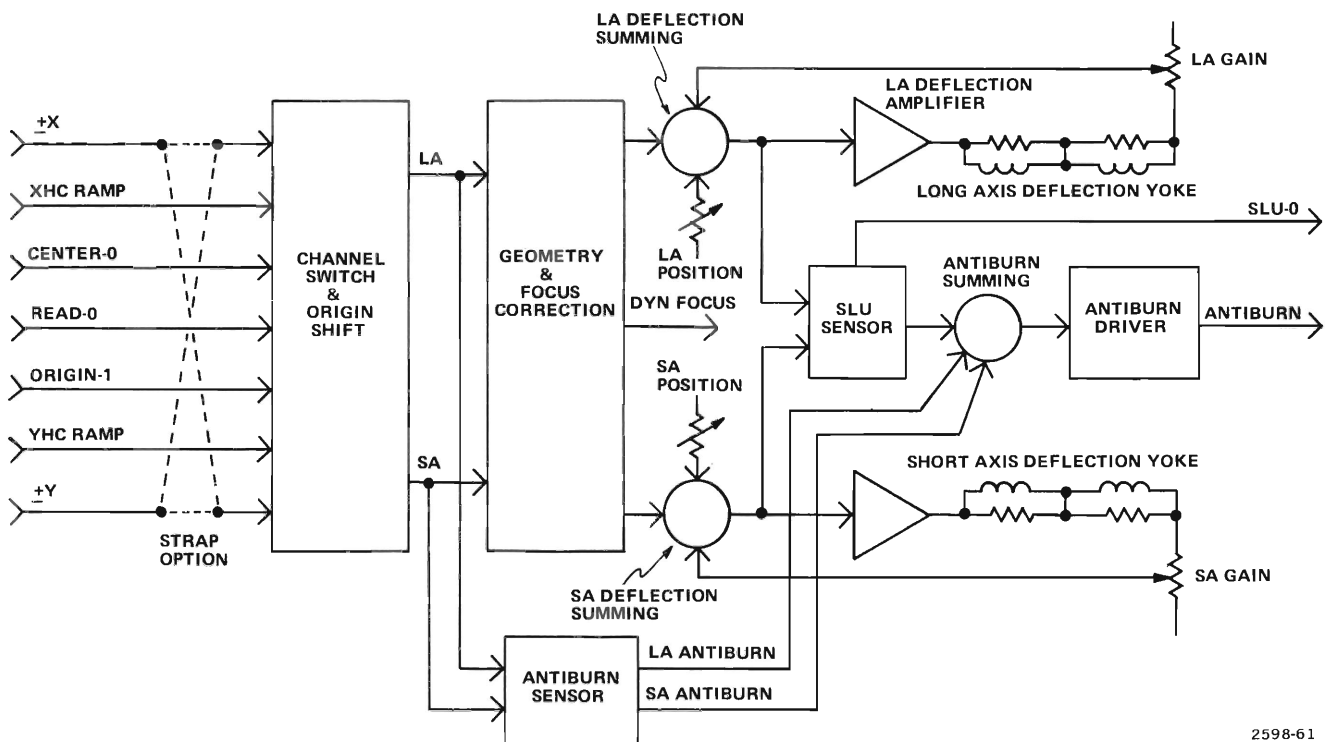 LA DEFLECTION
SUMMING
LA GAIN
LA DEFLECTION
AMPLIFIER
±X
LA
LONG AXIS DEFLECTION YOKE
XHC RAMP
SLU-0
CENTER-0
CHANNEL
SWITCH
&
ORIGIN
SHIFT
GEOMETRY
&
FOCUS
CORRECTION
LA
POSITION
DYN FOCUS
SLU
SENSOR
ANTIBURN
SUMMING
ANTIBURN
DRIVER
ANTIBURN
READ-0
ORIGIN-1
SA
POSITION
YHC RAMP
SA
SHORT AXIS DEFLECTION YOKE
±Y
STRAP
OPTION
SA DEFLECTION
SUMMING
SA GAIN
ANTIBURN
SENSOR
LA ANTIBURN
SA ANTIBURN
2598-61